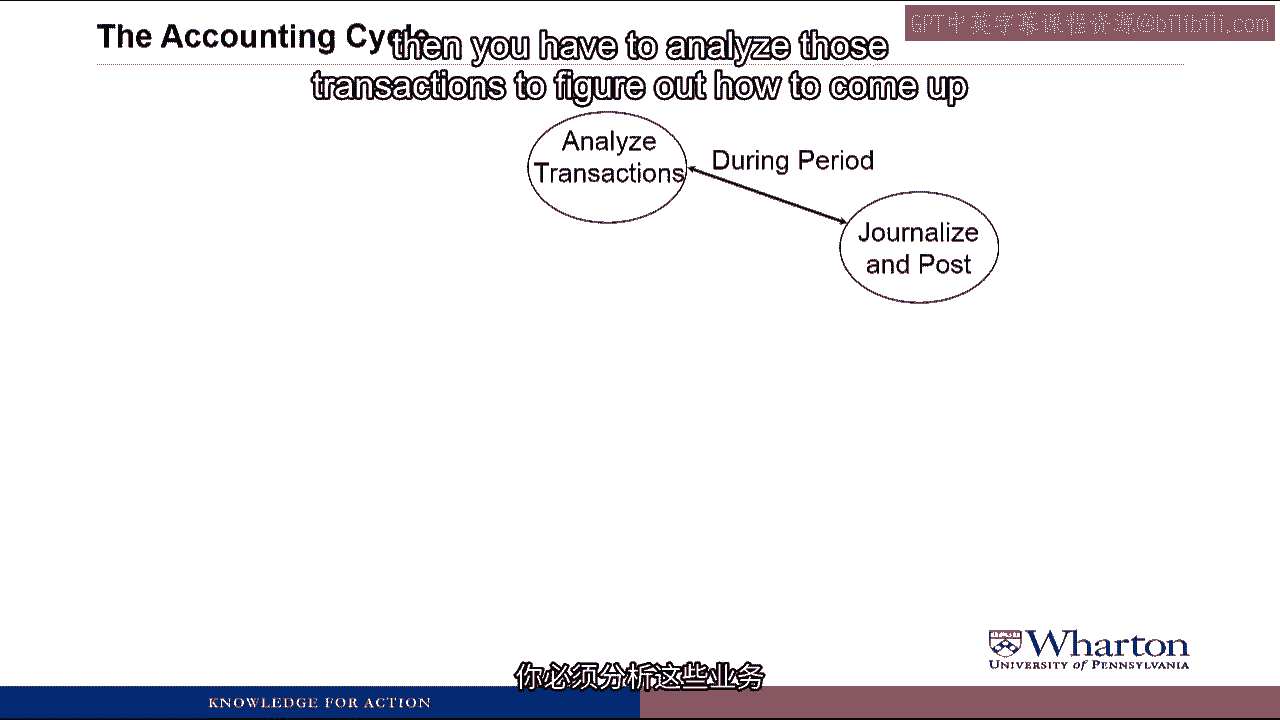 GPT中英字幕课程资源@bilibili.com
The Accounting Cycle
then you have to analyze those
transactions to figure out how to come up
Analyze
Transactions
During Period
Journalize
and Post
Wharton
UNIVERSITY of PENNSYLVANIA
你必须分析这些业务
KNOWLEDGE FOR ACTION